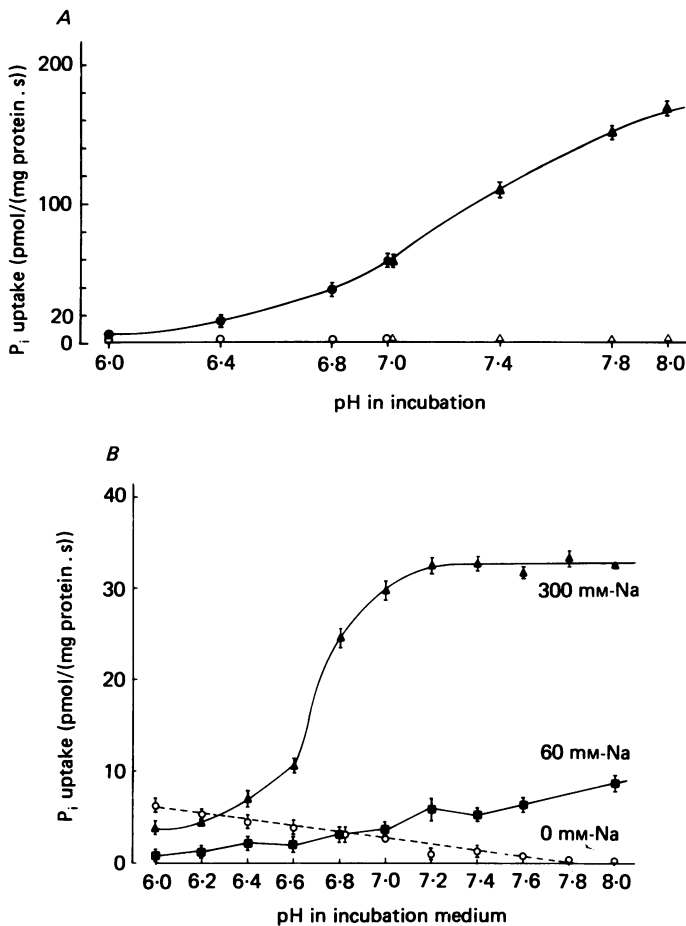 A
Pi uptake (pmol/(mg protein . s))
200
100
20
0
6·0 6·4 6·8 7·0 7·4 7·8 8·0
pH in incubation
B
Pi uptake (pmol/(mg protein . s))
40
30
20
10
0
300 mM-Na
60 mM-Na
0 mM-Na
6·0 6·2 6·4 6·6 6·8 7·0 7·2 7·4 7·6 7·8 8·0
pH in incubation medium